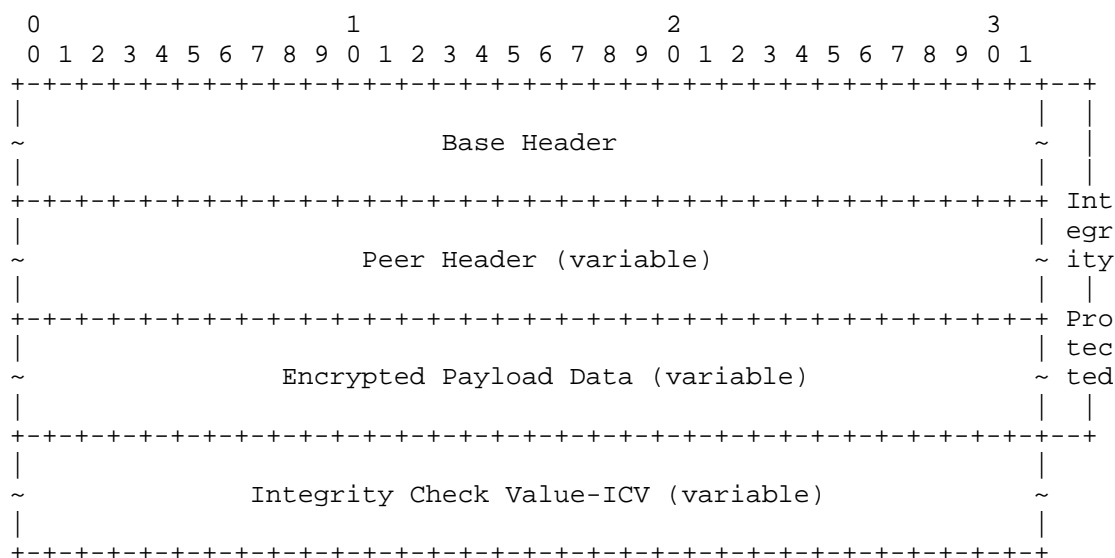 0                   1                   2                   3
 0 1 2 3 4 5 6 7 8 9 0 1 2 3 4 5 6 7 8 9 0 1 2 3 4 5 6 7 8 9 0 1
+-+-+-+-+-+-+-+-+-+-+-+-+-+-+-+-+-+-+-+-+-+-+-+-+-+-+-+-+-+-+-+-+--+
|                                                               |  |
~                          Base Header                          ~  |
|                                                               |  |
+-+-+-+-+-+-+-+-+-+-+-+-+-+-+-+-+-+-+-+-+-+-+-+-+-+-+-+-+-+-+-+-+ Int
|                                                               | egr
~                     Peer Header (variable)                    ~ ity
|                                                               |  |
+-+-+-+-+-+-+-+-+-+-+-+-+-+-+-+-+-+-+-+-+-+-+-+-+-+-+-+-+-+-+-+-+ Pro
|                                                               | tec
~                Encrypted Payload Data (variable)              ~ ted
|                                                               |  |
+-+-+-+-+-+-+-+-+-+-+-+-+-+-+-+-+-+-+-+-+-+-+-+-+-+-+-+-+-+-+-+-+--+
|                                                               |
~              Integrity Check Value-ICV (variable)             ~
|                                                               |
+-+-+-+-+-+-+-+-+-+-+-+-+-+-+-+-+-+-+-+-+-+-+-+-+-+-+-+-+-+-+-+-+